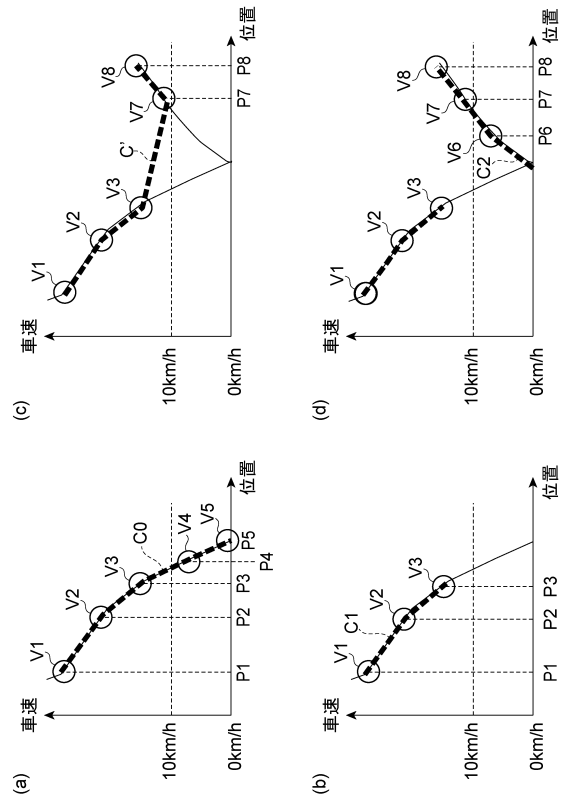 (a)
車速
10km/h
0km/h
V1
V2
V3
C0
V4
V5
P1
P2
P3
P4
P5
位置
(b)
車速
10km/h
0km/h
V1
C1
V2
V3
P1
P2
P3
位置
(c)
車速
10km/h
0km/h
V1
V2
V3
C'
V7
V8
P7
P8
位置
(d)
車速
10km/h
0km/h
V1
V2
V3
C2
V6
V7
V8
P6
P7
P8
位置